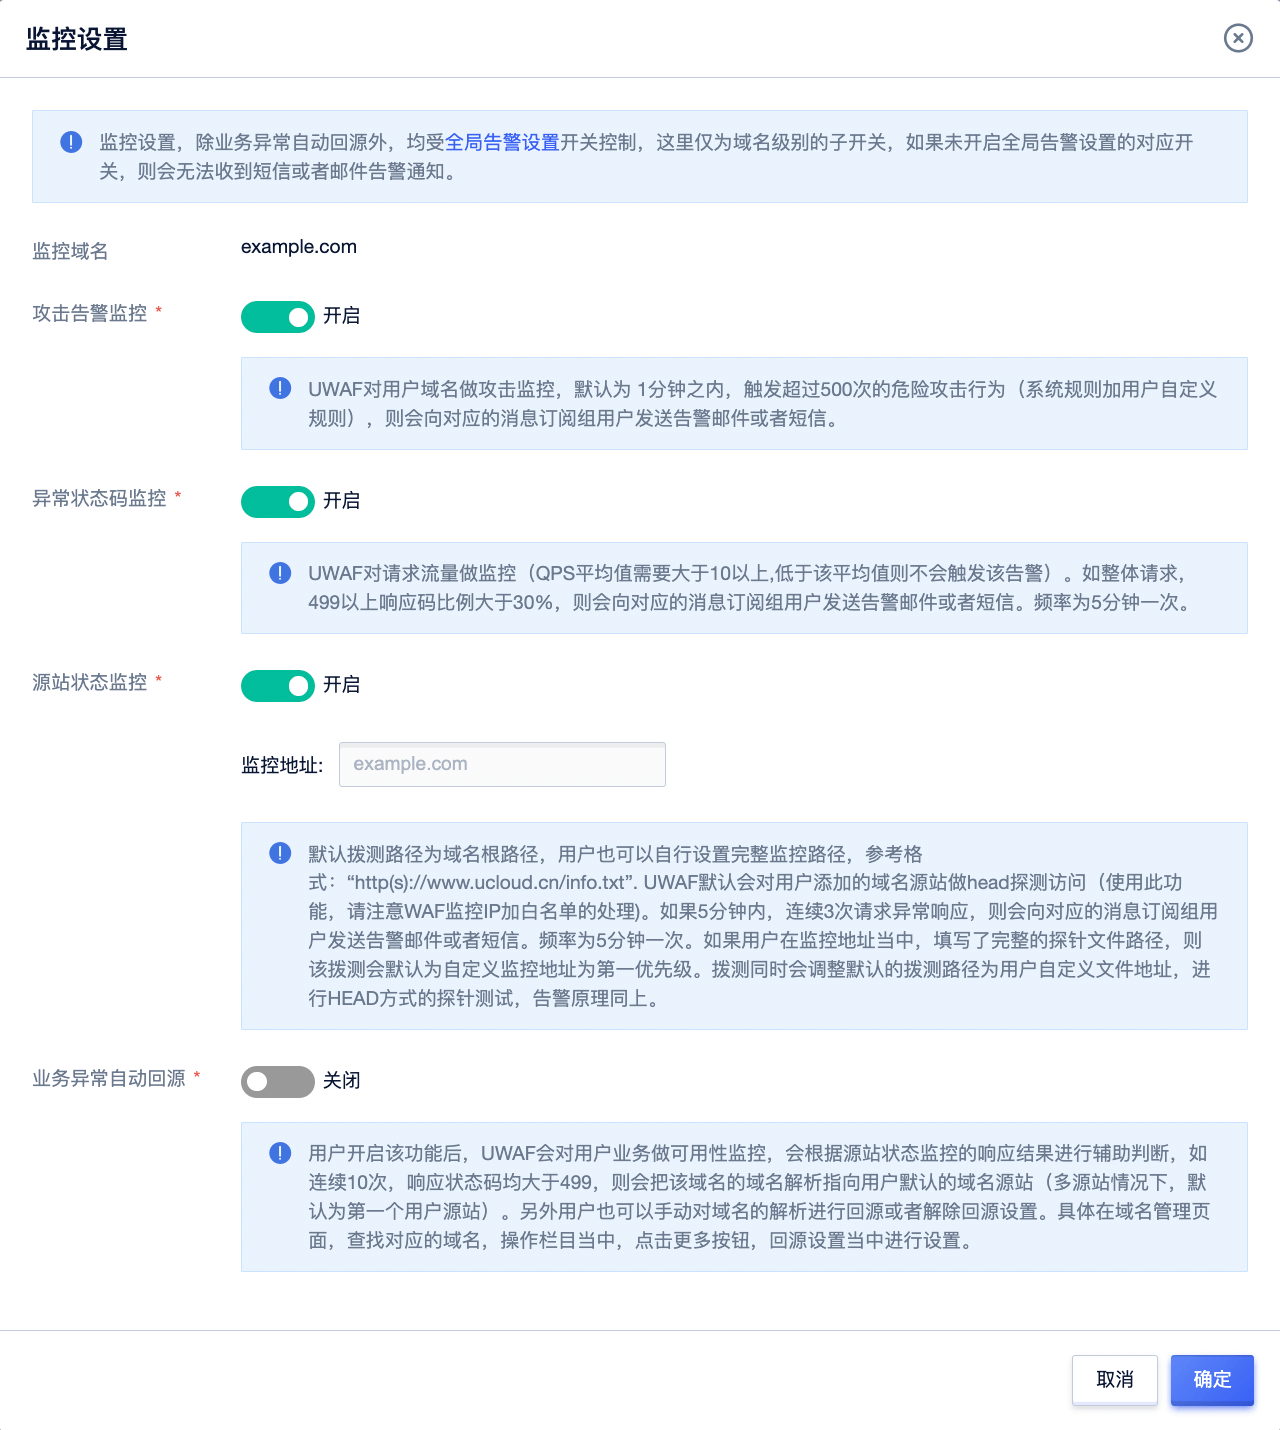 监控设置
监控设置，除业务异常自动回源外，均受全局告警设置开关控制，这里仅为域名级别的子开关，如果未开启全局告警设置的对应开
关，则会无法收到短信或者邮件告警通知。
监控域名
example.com
攻击告警监控 *
开启
UWAF对用户域名做攻击监控，默认为 1分钟之内，触发超过500次的危险攻击行为（系统规则加用户自定义
规则），则会向对应的消息订阅组用户发送告警邮件或者短信。
异常状态码监控 *
开启
UWAF对请求流量做监控（QPS平均值需要大于10以上,低于该平均值则不会触发该告警）。如整体请求，
499以上响应码比例大于30%，则会向对应的消息订阅组用户发送告警邮件或者短信。频率为5分钟一次。
源站状态监控 *
开启
监控地址:
example.com
默认拨测路径为域名根路径，用户也可以自行设置完整监控路径，参考格
式：“http(s)://www.ucloud.cn/info.txt”. UWAF默认会对用户添加的域名源站做head探测访问（使用此功
能，请注意WAF监控IP加白名单的处理)。如果5分钟内，连续3次请求异常响应，则会向对应的消息订阅组用
户发送告警邮件或者短信。频率为5分钟一次。如果用户在监控地址当中，填写了完整的探针文件路径，则
该拨测会默认为自定义监控地址为第一优先级。拨测同时会调整默认的拨测路径为用户自定义文件地址，进
行HEAD方式的探针测试，告警原理同上。
业务异常自动回源 *
关闭
用户开启该功能后，UWAF会对用户业务做可用性监控，会根据源站状态监控的响应结果进行辅助判断，如
连续10次，响应状态码均大于499，则会把该域名的域名解析指向用户默认的域名源站（多源站情况下，默
认为第一个用户源站）。另外用户也可以手动对域名的解析进行回源或者解除回源设置。具体在域名管理页
面，查找对应的域名，操作栏目当中，点击更多按钮，回源设置当中进行设置。
取消
确定